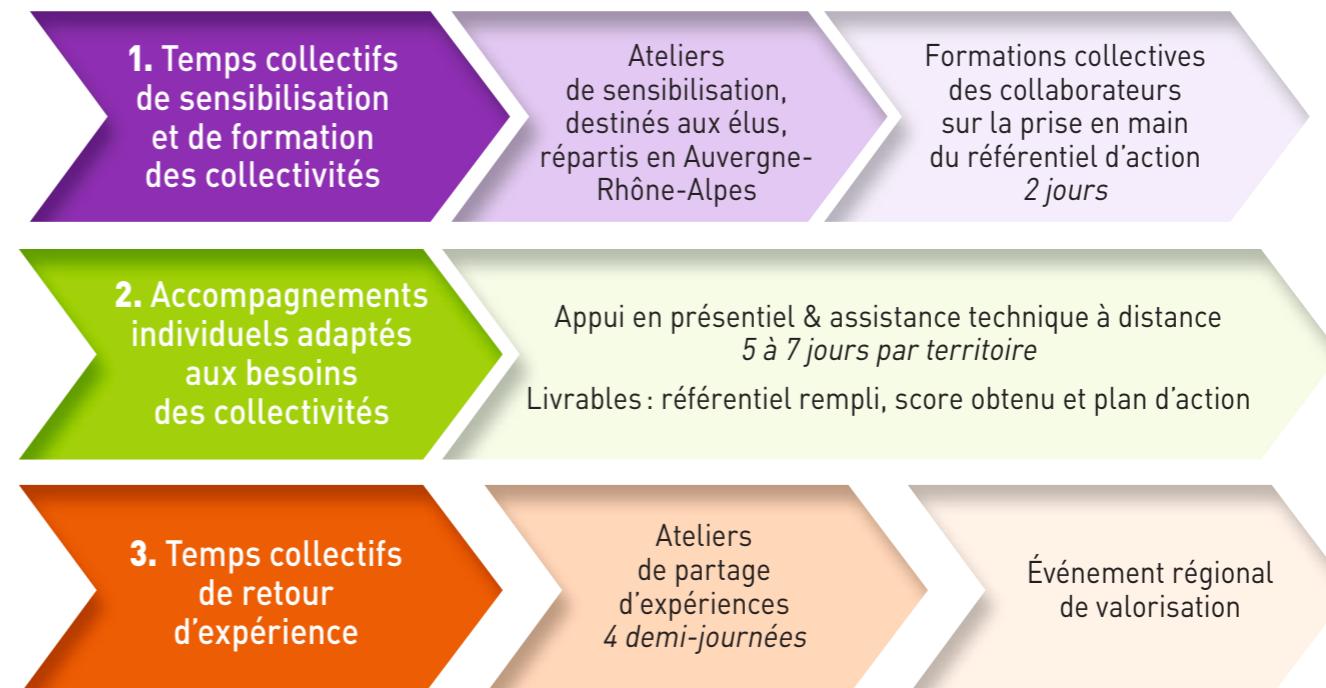 1. Temps collectifs
de sensibilisation
et de formation
des collectivités
Ateliers
de sensibilisation,
destinés aux élus,
répartis en Auvergne-
Rhône-Alpes
Formations collectives
des collaborateurs
sur la prise en main
du référentiel d’action
2 jours
2. Accompagnements
individuels adaptés
aux besoins
des collectivités
Appui en présentiel & assistance technique à distance
5 à 7 jours par territoire
Livrables : référentiel rempli, score obtenu et plan d’action
3. Temps collectifs
de retour
d’expérience
Ateliers
de partage
d’expériences
4 demi-journées
Événement régional
de valorisation